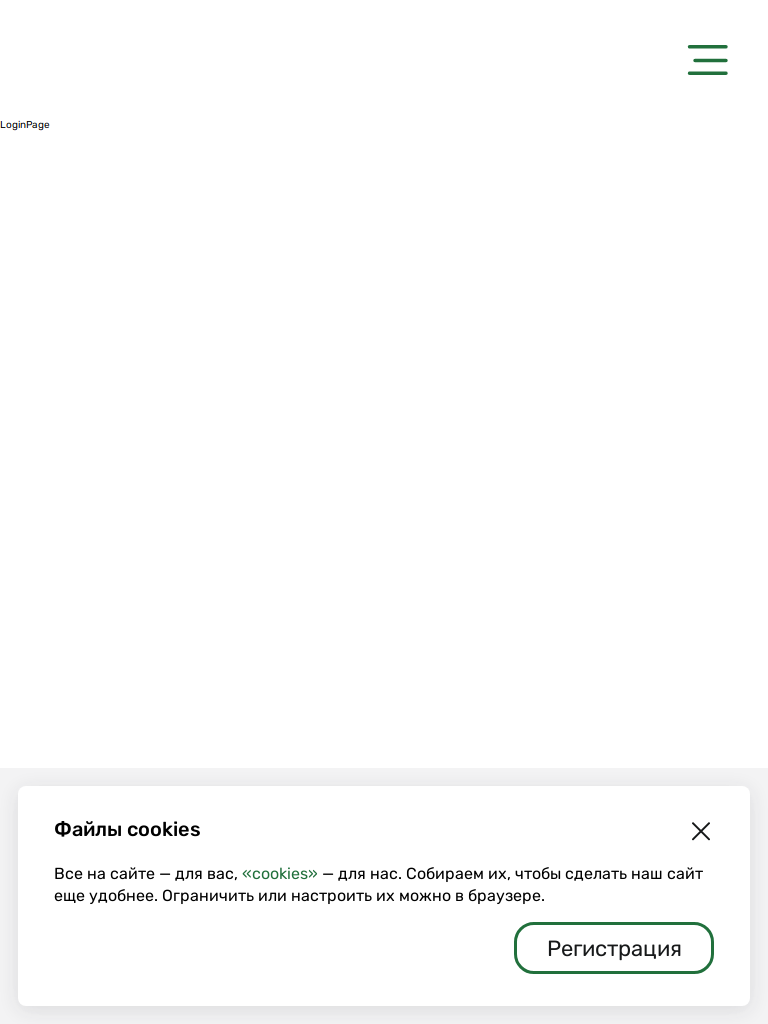 LoginPage
Файлы cookies
Все на сайте — для вас, «cookies» — для нас. Собираем их, чтобы сделать наш сайт
еще удобнее. Ограничить или настроить их можно в браузере.
Регистрация